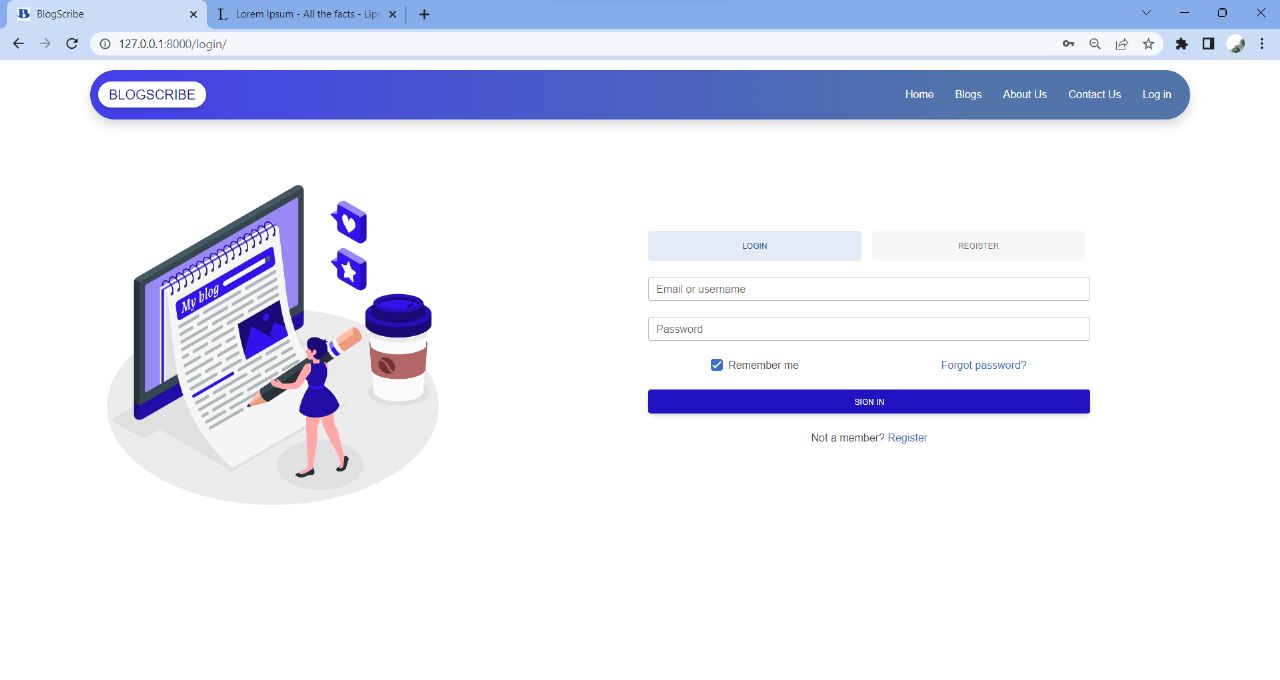 BlogScribe
Lorem Ipsum - All the facts - Lips
127.0.0.1:8000/login/
BLOGSCRIBE
Home Blogs About Us Contact Us Log in
My blog
LOGIN REGISTER
Email or username
Password
Remember me Forgot password?
SIGN IN
Not a member? Register